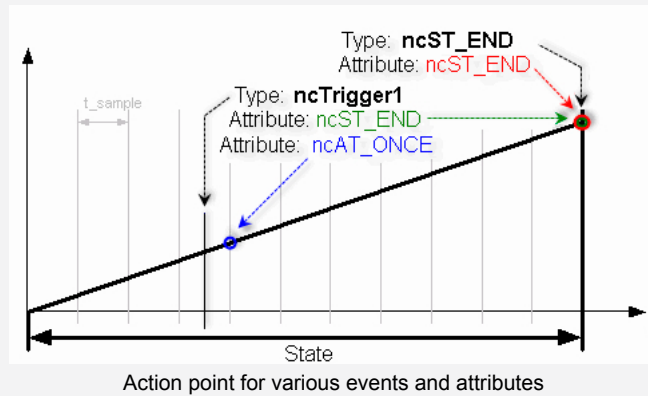 Type: ncST_END
Attribute: ncST_END
t_sample
Type: ncTrigger1
Attribute: ncST_END
Attribute: ncAT_ONCE
State
Action point for various events and attributes